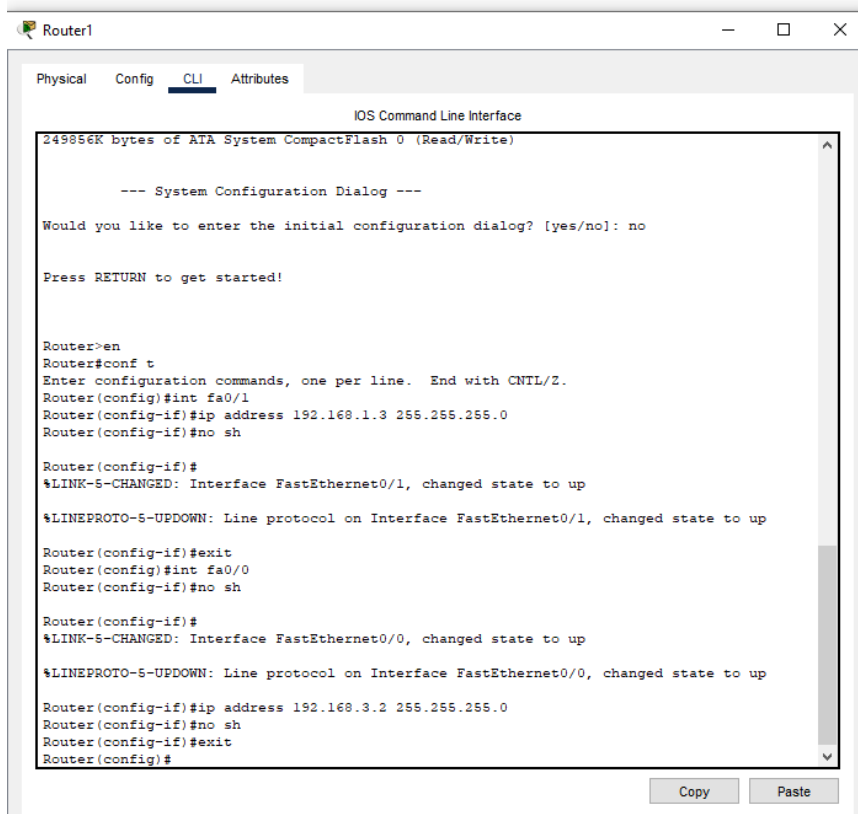 Router1
Physical Config CLI Attributes
IOS Command Line Interface
249856K bytes of ATA System CompactFlash 0 (Read/Write)
--- System Configuration Dialog ---
Would you like to enter the initial configuration dialog? [yes/no]: no
Press RETURN to get started!
Router>en
Router#conf t
Enter configuration commands, one per line.  End with CNTL/Z.
Router(config)#int fa0/1
Router(config-if)#ip address 192.168.1.3 255.255.255.0
Router(config-if)#no sh
Router(config-if)#
%LINK-5-CHANGED: Interface FastEthernet0/1, changed state to up
%LINEPROTO-5-UPDOWN: Line protocol on Interface FastEthernet0/1, changed state to up
Router(config-if)#exit
Router(config)#int fa0/0
Router(config-if)#no sh
Router(config-if)#
%LINK-5-CHANGED: Interface FastEthernet0/0, changed state to up
%LINEPROTO-5-UPDOWN: Line protocol on Interface FastEthernet0/0, changed state to up
Router(config-if)#ip address 192.168.3.2 255.255.255.0
Router(config-if)#no sh
Router(config-if)#exit
Router(config)#
Copy Paste